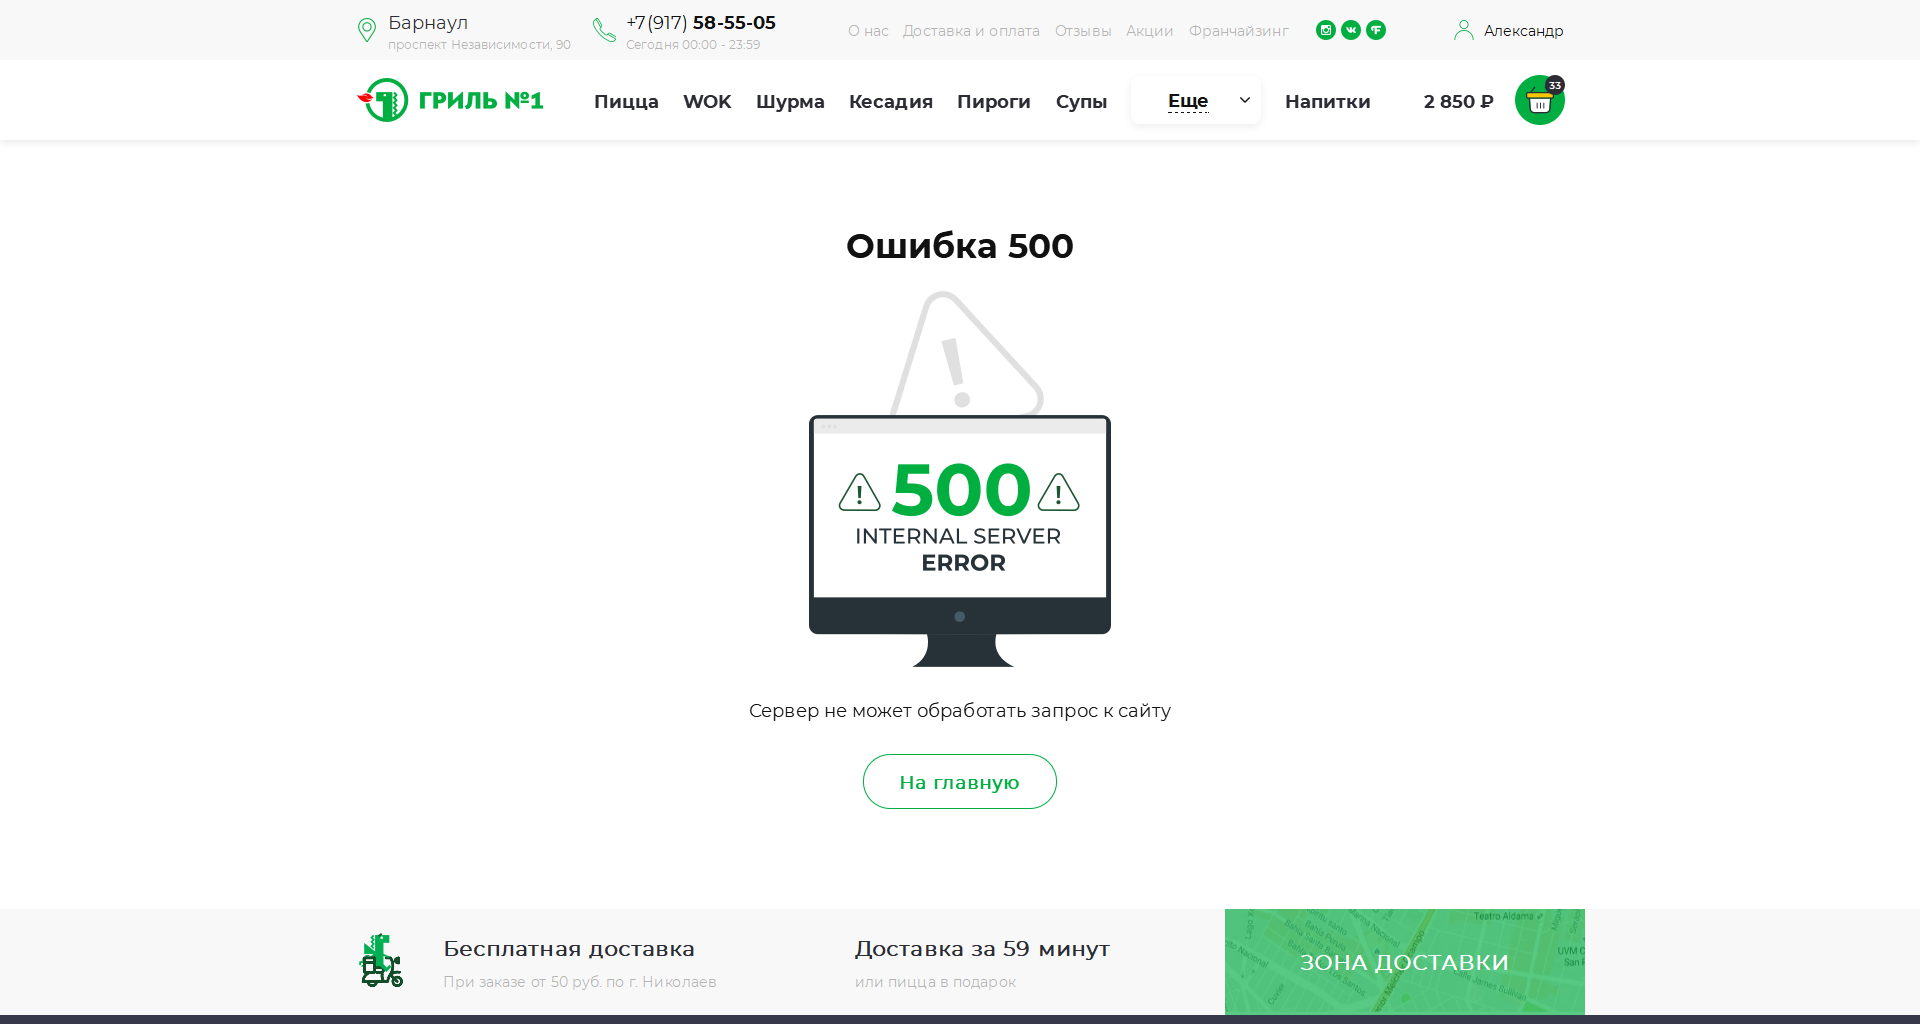 Барнаул
проспект Независимости, 90
+7(917) 58-55-05
Сегодня 00:00 - 23:59
О нас
Доставка и оплата
Отзывы
Акции
Франчайзинг
Александр
ГРИЛЬ №1
Пицца
WOK
Шурма
Кесадия
Пироги
Супы
Еще
Напитки
2 850 ₽
33
Ошибка 500
500
INTERNAL SERVER
ERROR
Сервер не может обработать запрос к сайту
На главную
Бесплатная доставка
При заказе от 50 руб. по г. Николаев
Доставка за 59 минут
или пицца в подарок
Teatro Aldama
ЗОНА ДОСТАВКИ